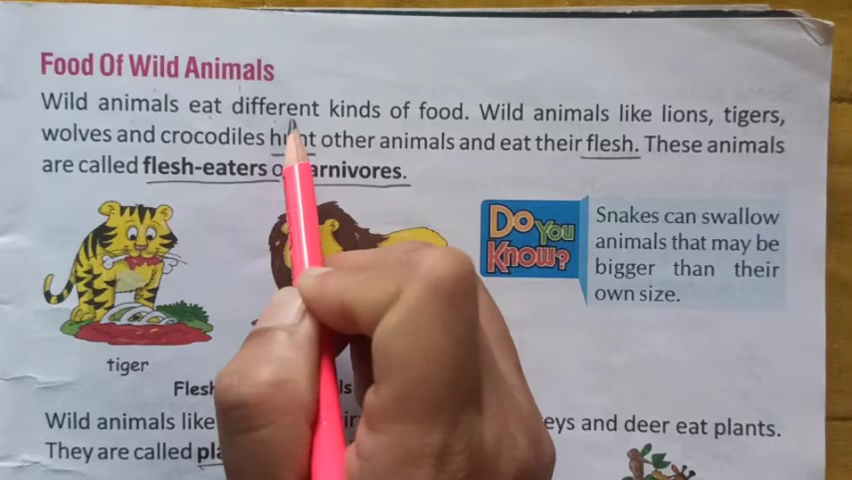 Food Of Wild Animals
Wild animals eat different kinds of food. Wild animals like lions, tigers,
wolves and crocodiles hunt other animals and eat their flesh. These animals
are called flesh-eaters or carnivores.
Do You
Know?
Snakes can swallow
animals that may be
bigger than their
own size.
tiger
Wild animals like and deer eat plants.
They are called